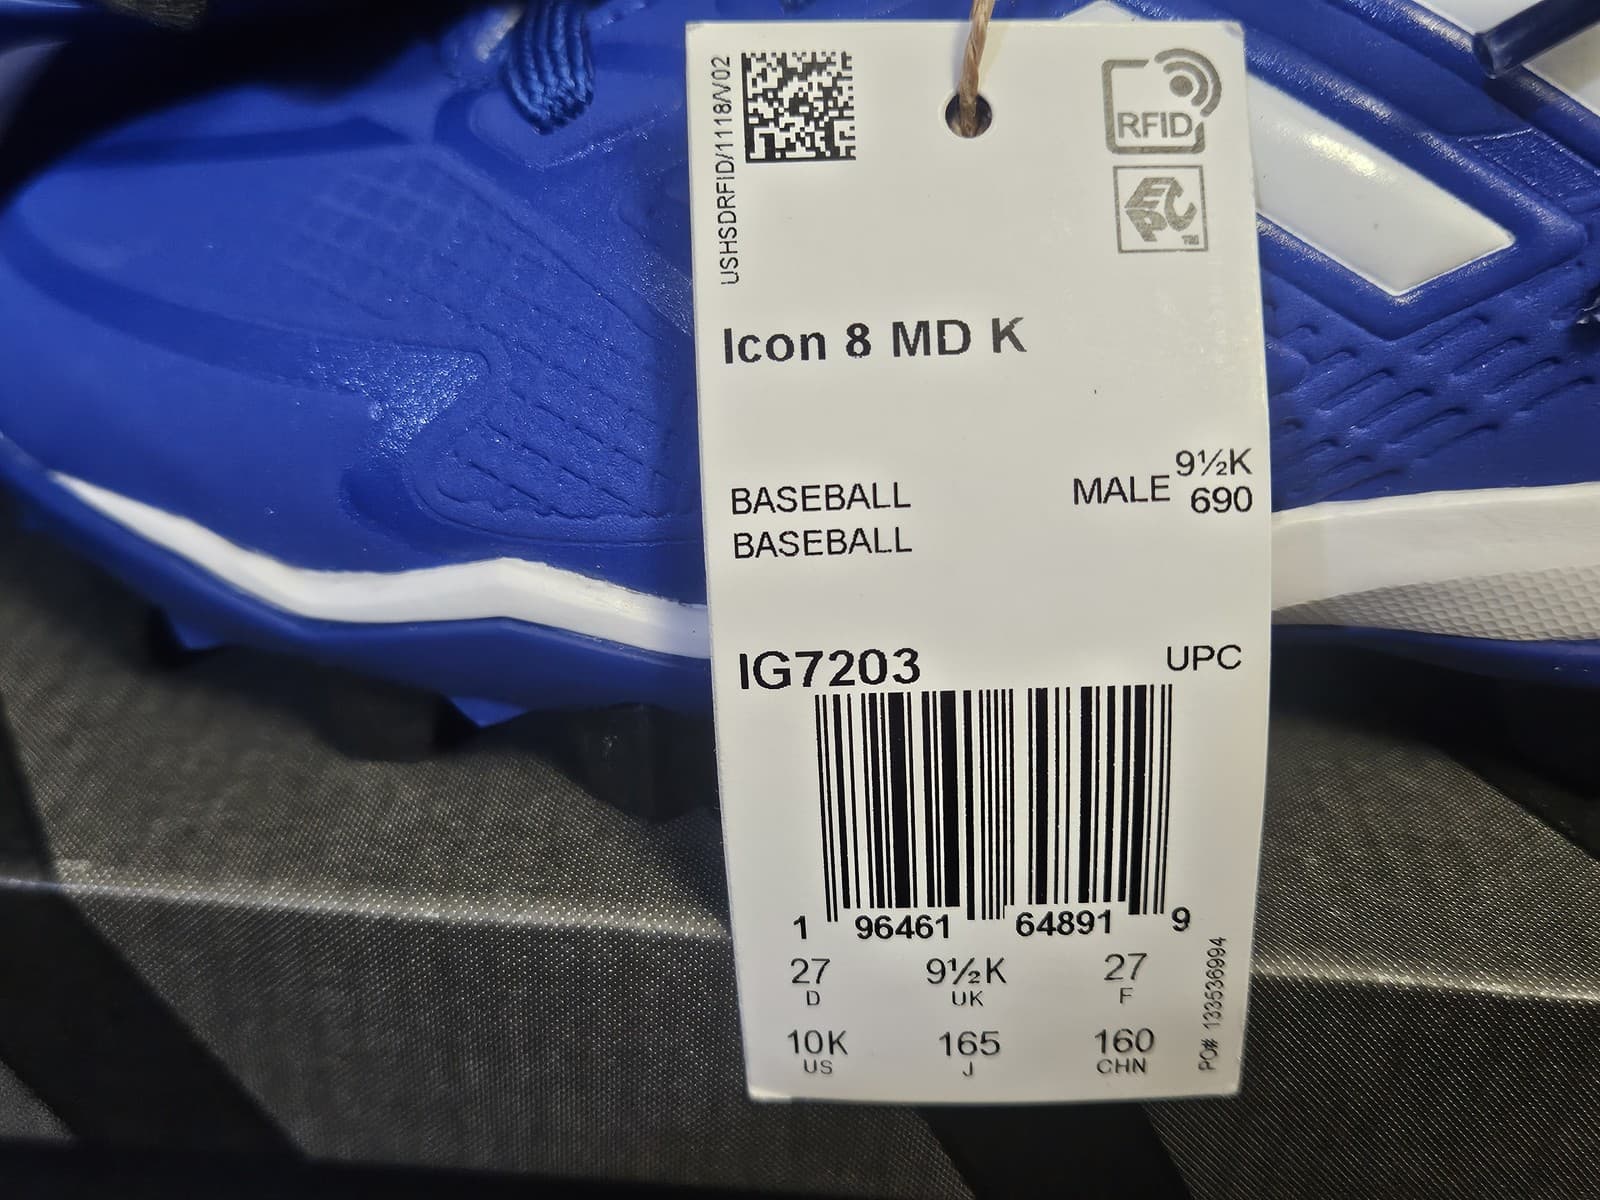 USHSDRFID/1118/V02
RFID
EPC™
Icon 8 MD K
BASEBALL
BASEBALL
MALE 9½K
690
IG7203 UPC
1 96461 64891 9
27 9½K 27
D UK F
10K 165 160
US J CHN
PO# 133536994